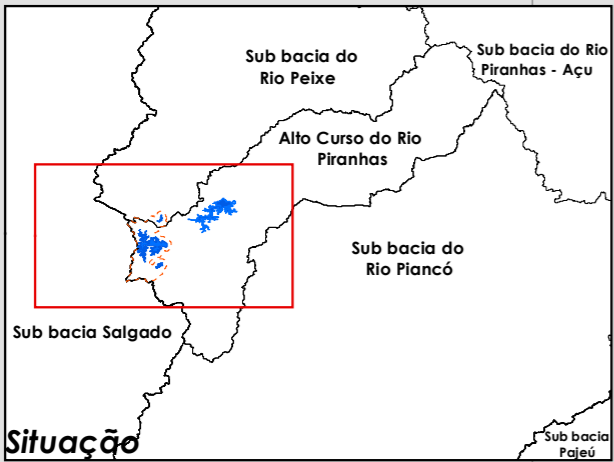 Sub bacia do
Rio Peixe
Sub bacia do Rio
Piranhas - Açu
Alto Curso do Rio
Piranhas
Sub bacia do
Rio Piancó
Sub bacia Salgado
Situação
Sub bacia
Pajeú